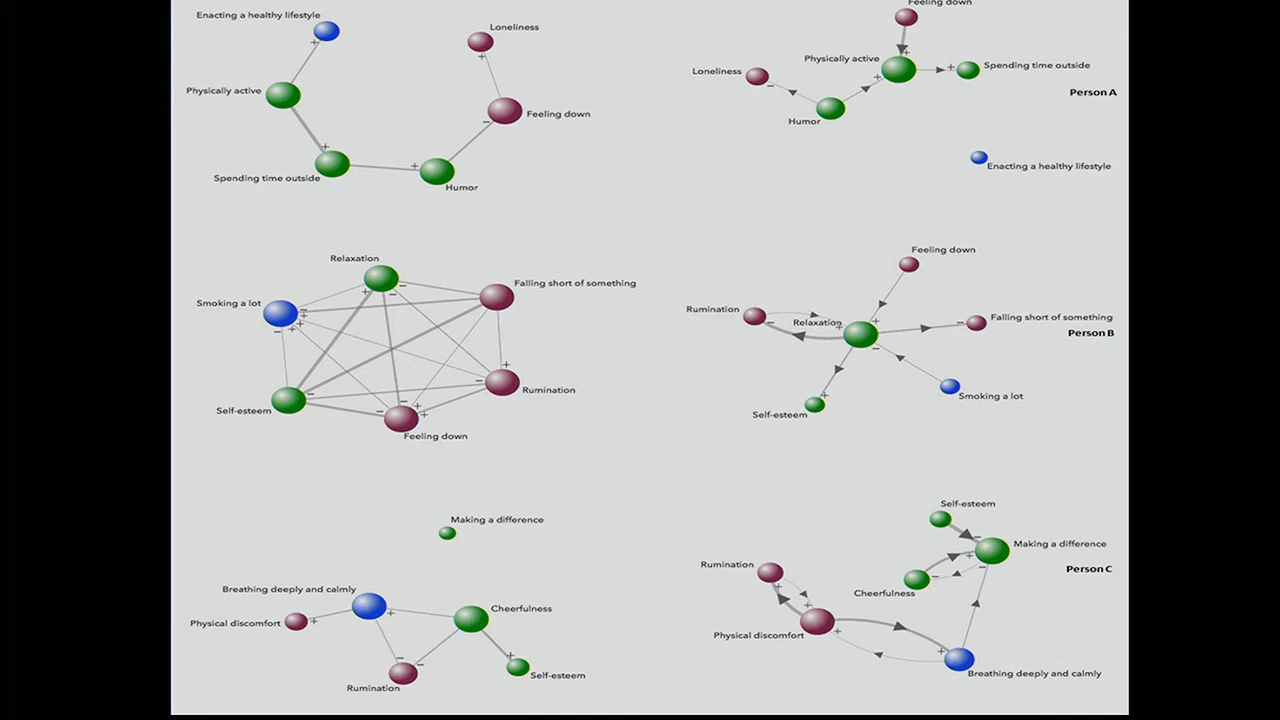 Enacting a healthy lifestyle
Loneliness
Physically active
Feeling down
Spending time outside
Humor
Feeling down
Physically active
Spending time outside
Loneliness
Person A
Humor
Enacting a healthy lifestyle
Relaxation
Falling short of something
Smoking a lot
Rumination
Self-esteem
Feeling down
Feeling down
Rumination
Relaxation
Falling short of something
Person B
Smoking a lot
Self-esteem
Making a difference
Breathing deeply and calmly
Cheerfulness
Physical discomfort
Rumination
Self-esteem
Self-esteem
Making a difference
Rumination
Person C
Cheerfulness
Physical discomfort
Breathing deeply and calmly